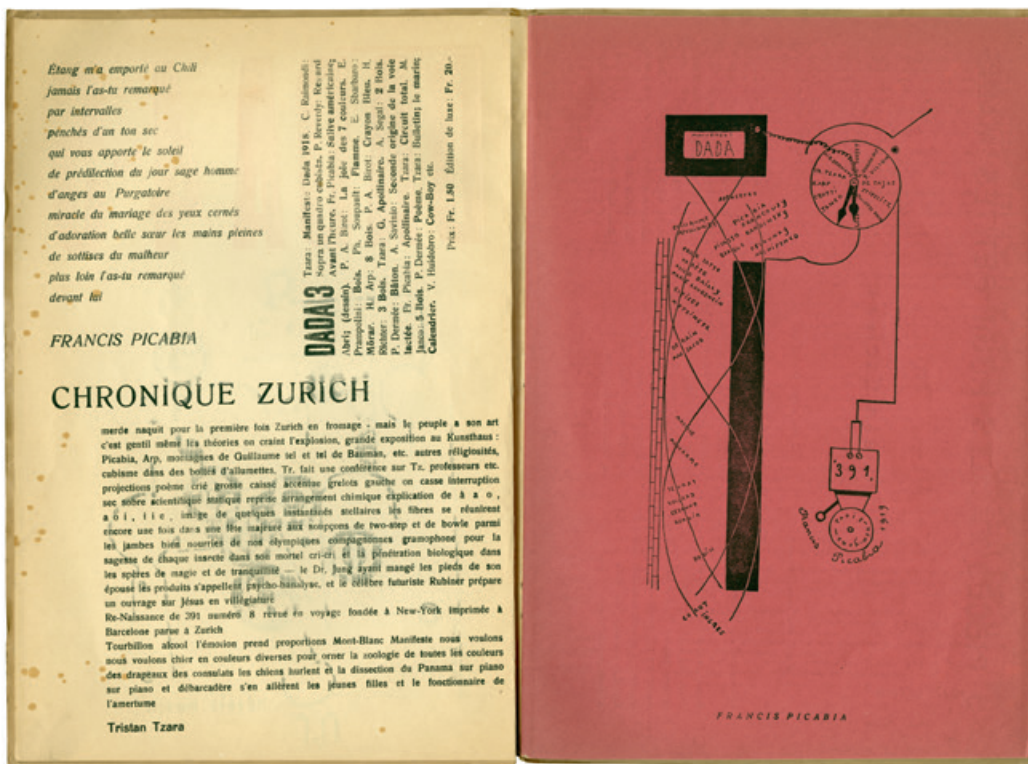 Étang m'a emporté au Chili
jamais l'as-tu remarqué
par intervalles
penchés d'un ton sec
qui vous apporte le soleil
de prédilection du jour sage homme
d'anges au Purgatoire
miracle du mariage des yeux cernés
d'adoration belle sœur les mains pleines
de sottises du malheur
plus loin l'as-tu remarqué
devant lui
FRANCIS PICABIA
DADA 3
Tzara: Manifest: Dada 1918. C. Raimondi:
Sopra un quadro cubista. P. Reverdy:
Avant l'heure. Fr. Picabia: Salive américaine;
Abri; (dessin). P. A. Birot: La joie des 7 couleurs. E.
Prampolini: Bois. Ph. Soupault: Flamme. E. Sbarbaro:
Mòrar. H. Arp: 8 Bois. P. A. Birot: Crayon Bleu. H.
Richter: 3 Bois. Tzara: G. Apollinaire. A. Segal: 2 Bois.
P. Dermée: Bâton. A. Savinio: Seconde origine de la voie
lactée. Fr. Picabia: Apollinaire. Tzara: Circuit total. M.
Janco: 5 Bois. P. Dermée: Poème. Tzara: Bulletin; le marin;
Calendrier. V. Huidobro: Cow-Boy etc.
Prix: Fr. 1.50 Édition de luxe: Fr. 20.-
CHRONIQUE ZURICH
merde naquit pour la première fois Zurich en fromage - mais le peuple a son art
c'est gentil même les théories on craint l'explosion, grande exposition au Kunsthaus:
Picabia, Arp, montagnes de Guillaume tel et tel de Bauman, etc. autres réligiosités,
cubisme dans des boîtes d'allumettes. Tr. fait une conférence sur Tz. professeurs etc.
projections poème crié grosse caisse accentue grelots gauche on casse interruption
sec sobre scientifique statique reprise arrangement chimique explication de à a o,
a o i, i i e, image de quelques instantanés stellaires les fibres se réunirent
encore une fois dans une fête majeure aux soupçons de two-step et de bowle parmi
les jambes bien nourries de nos olympiques compagnonnes gramophone pour la
sagesse de chaque insecte dans son mortel cri-cri et la pénétration biologique dans
les sphères de magie et de tranquillité — le Dr. Jung ayant mangé les pieds de son
épouse les produits s'appellent psycho-banalyse, et le célèbre futuriste Rubiner prépare
un ouvrage sur Jésus en villégiature
Re-Naissance de 391 numéro 8 revue en voyage fondée à New-York imprimée à
Barcelone parue à Zurich
Tourbillon alcool l'émotion prend proportions Mont-Blanc Manifeste nous voulons
nous voulons chier en couleurs diverses pour orner la zoologie de toutes les couleurs
des drapeaux des consulats les chiens hurlent et la dissection du Panama sur piano
sur piano et débarcadère s'en allèrent les jeunes filles et le fonctionnaire de
l'amertume
Tristan Tzara
MOUVEMENT
DADA
391
Francis Picabia 1919
FRANCIS PICABIA